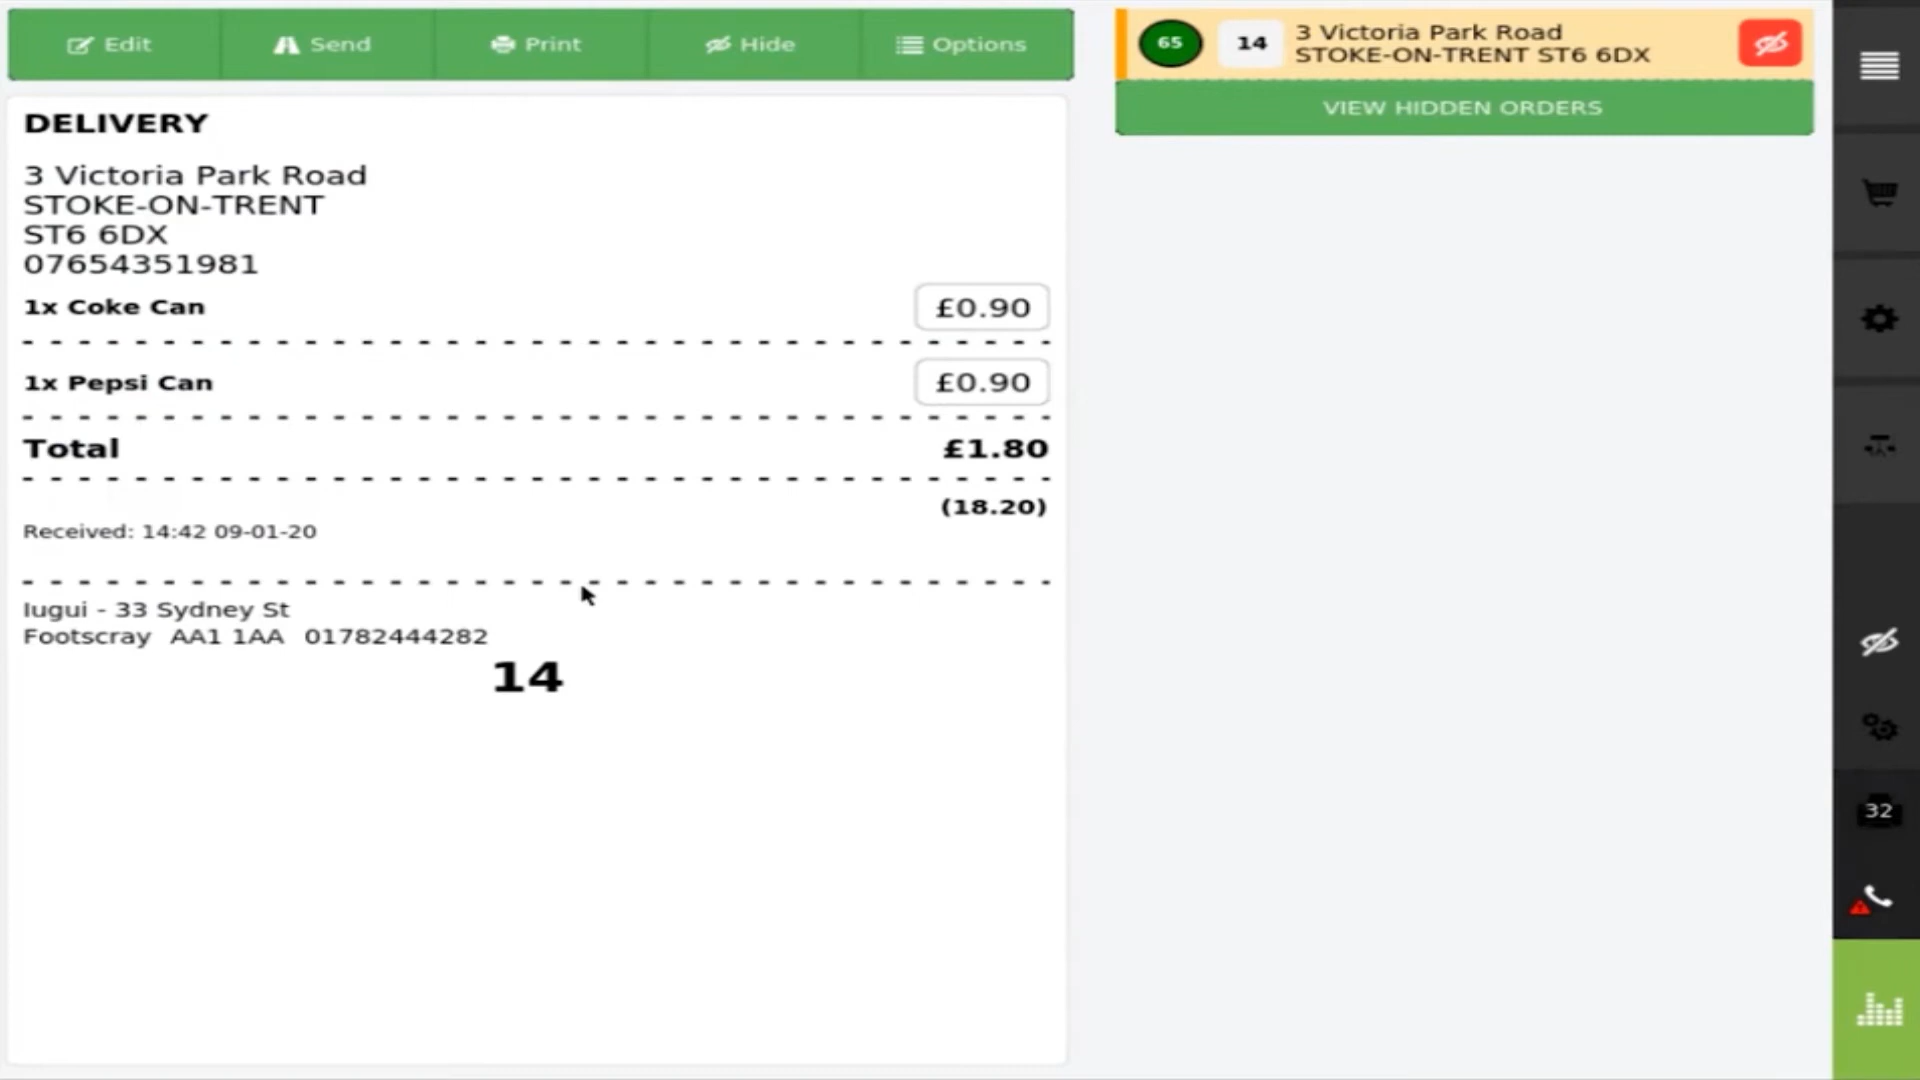 Edit Send Print Hide Options
DELIVERY
3 Victoria Park Road
STOKE-ON-TRENT
ST6 6DX
07654351981
1x Coke Can £0.90
1x Pepsi Can £0.90
Total £1.80
(18.20)
Received: 14:42 09-01-20
Iugui - 33 Sydney St
Footscray AA1 1AA 01782444282
14
65 14 3 Victoria Park Road
STOKE-ON-TRENT ST6 6DX
VIEW HIDDEN ORDERS
32